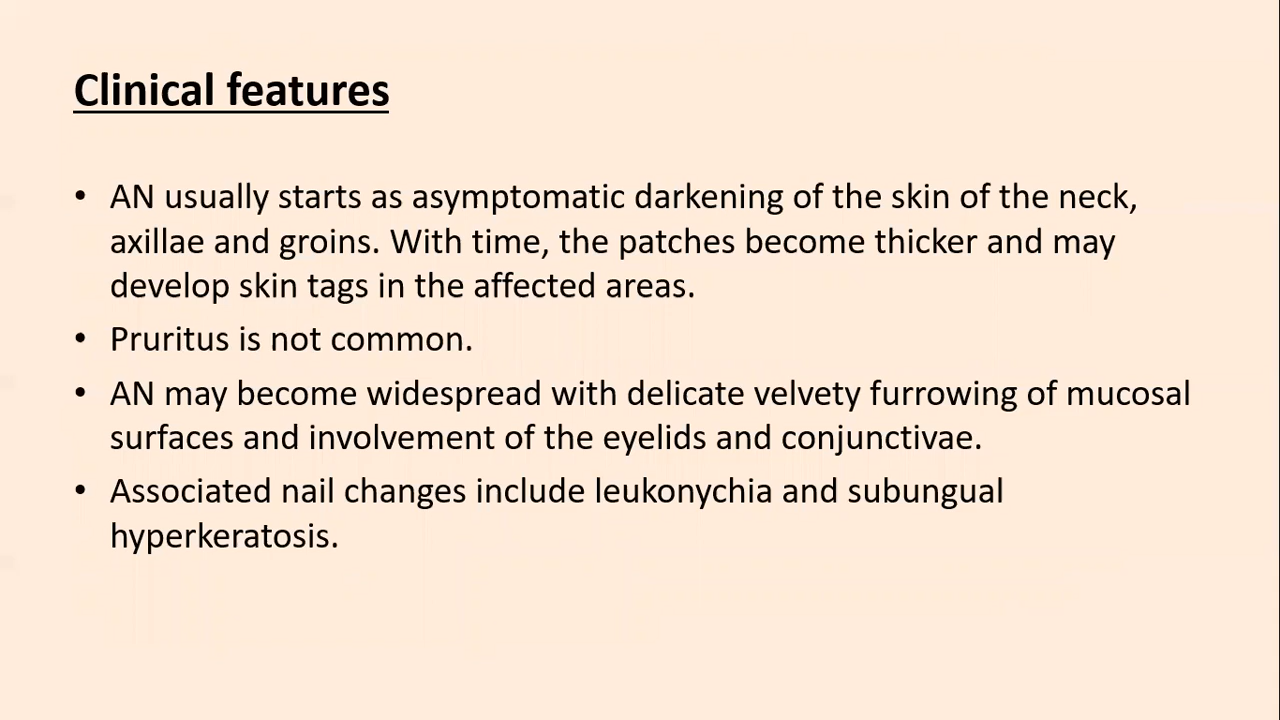 Clinical features
• AN usually starts as asymptomatic darkening of the skin of the neck,
axillae and groins. With time, the patches become thicker and may
develop skin tags in the affected areas.
• Pruritus is not common.
• AN may become widespread with delicate velvety furrowing of mucosal
surfaces and involvement of the eyelids and conjunctivae.
• Associated nail changes include leukonychia and subungual
hyperkeratosis.